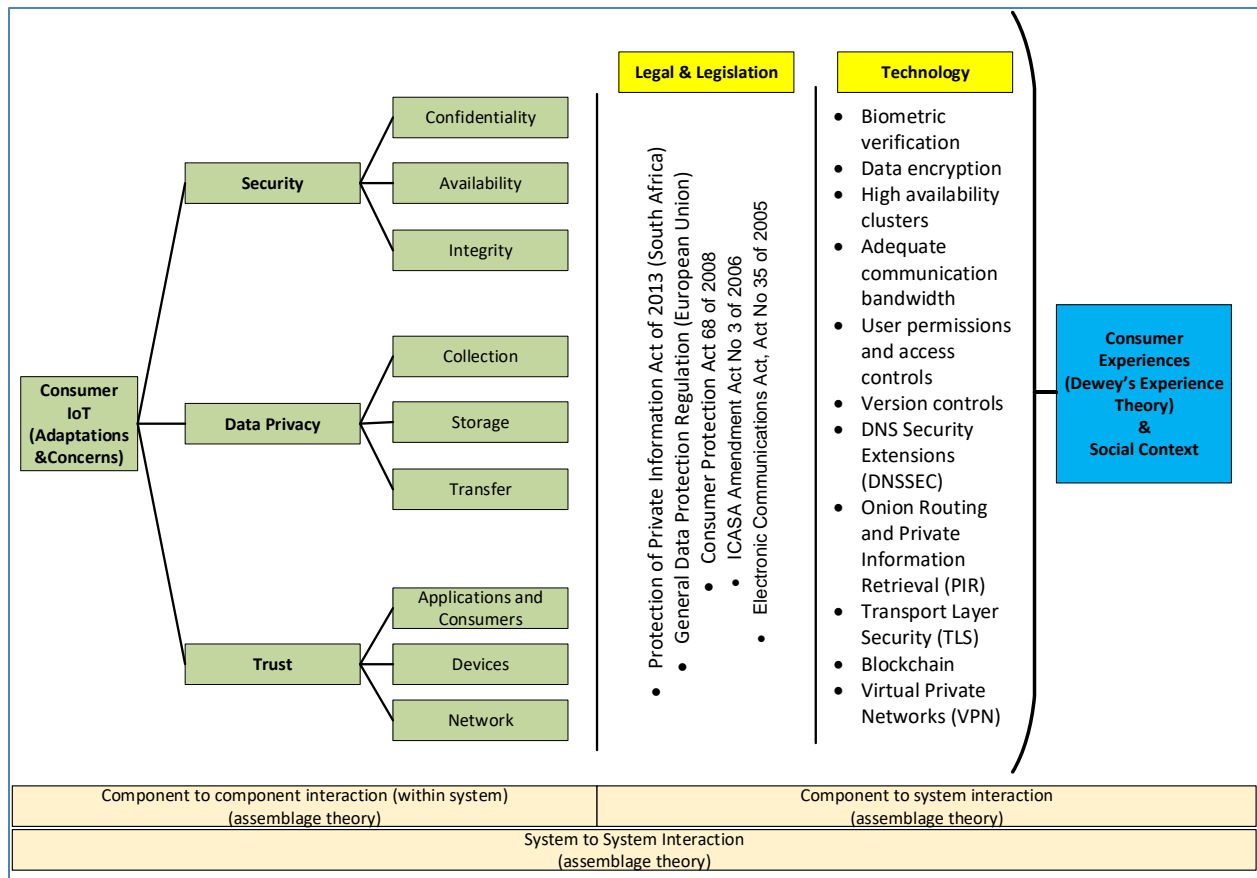 Consumer
IoT
(Adaptations
&Concerns)
Security
Confidentiality
Availability
Integrity
Data Privacy
Collection
Storage
Transfer
Trust
Applications and
Consumers
Devices
Network
Legal & Legislation
• Protection of Private Information Act of 2013 (South Africa)
• General Data Protection Regulation (European Union)
• Consumer Protection Act 68 of 2008
• ICASA Amendment Act No 3 of 2006
• Electronic Communications Act, Act No 35 of 2005
Technology
• Biometric
verification
• Data encryption
• High availability
clusters
• Adequate
communication
bandwidth
• User permissions
and access
controls
• Version controls
• DNS Security
Extensions
(DNSSEC)
• Onion Routing
and Private
Information
Retrieval (PIR)
• Transport Layer
Security (TLS)
• Blockchain
• Virtual Private
Networks (VPN)
Consumer
Experiences
(Dewey's Experience
Theory)
&
Social Context
Component to component interaction (within system)
(assemblage theory)
Component to system interaction
(assemblage theory)
System to System Interaction
(assemblage theory)